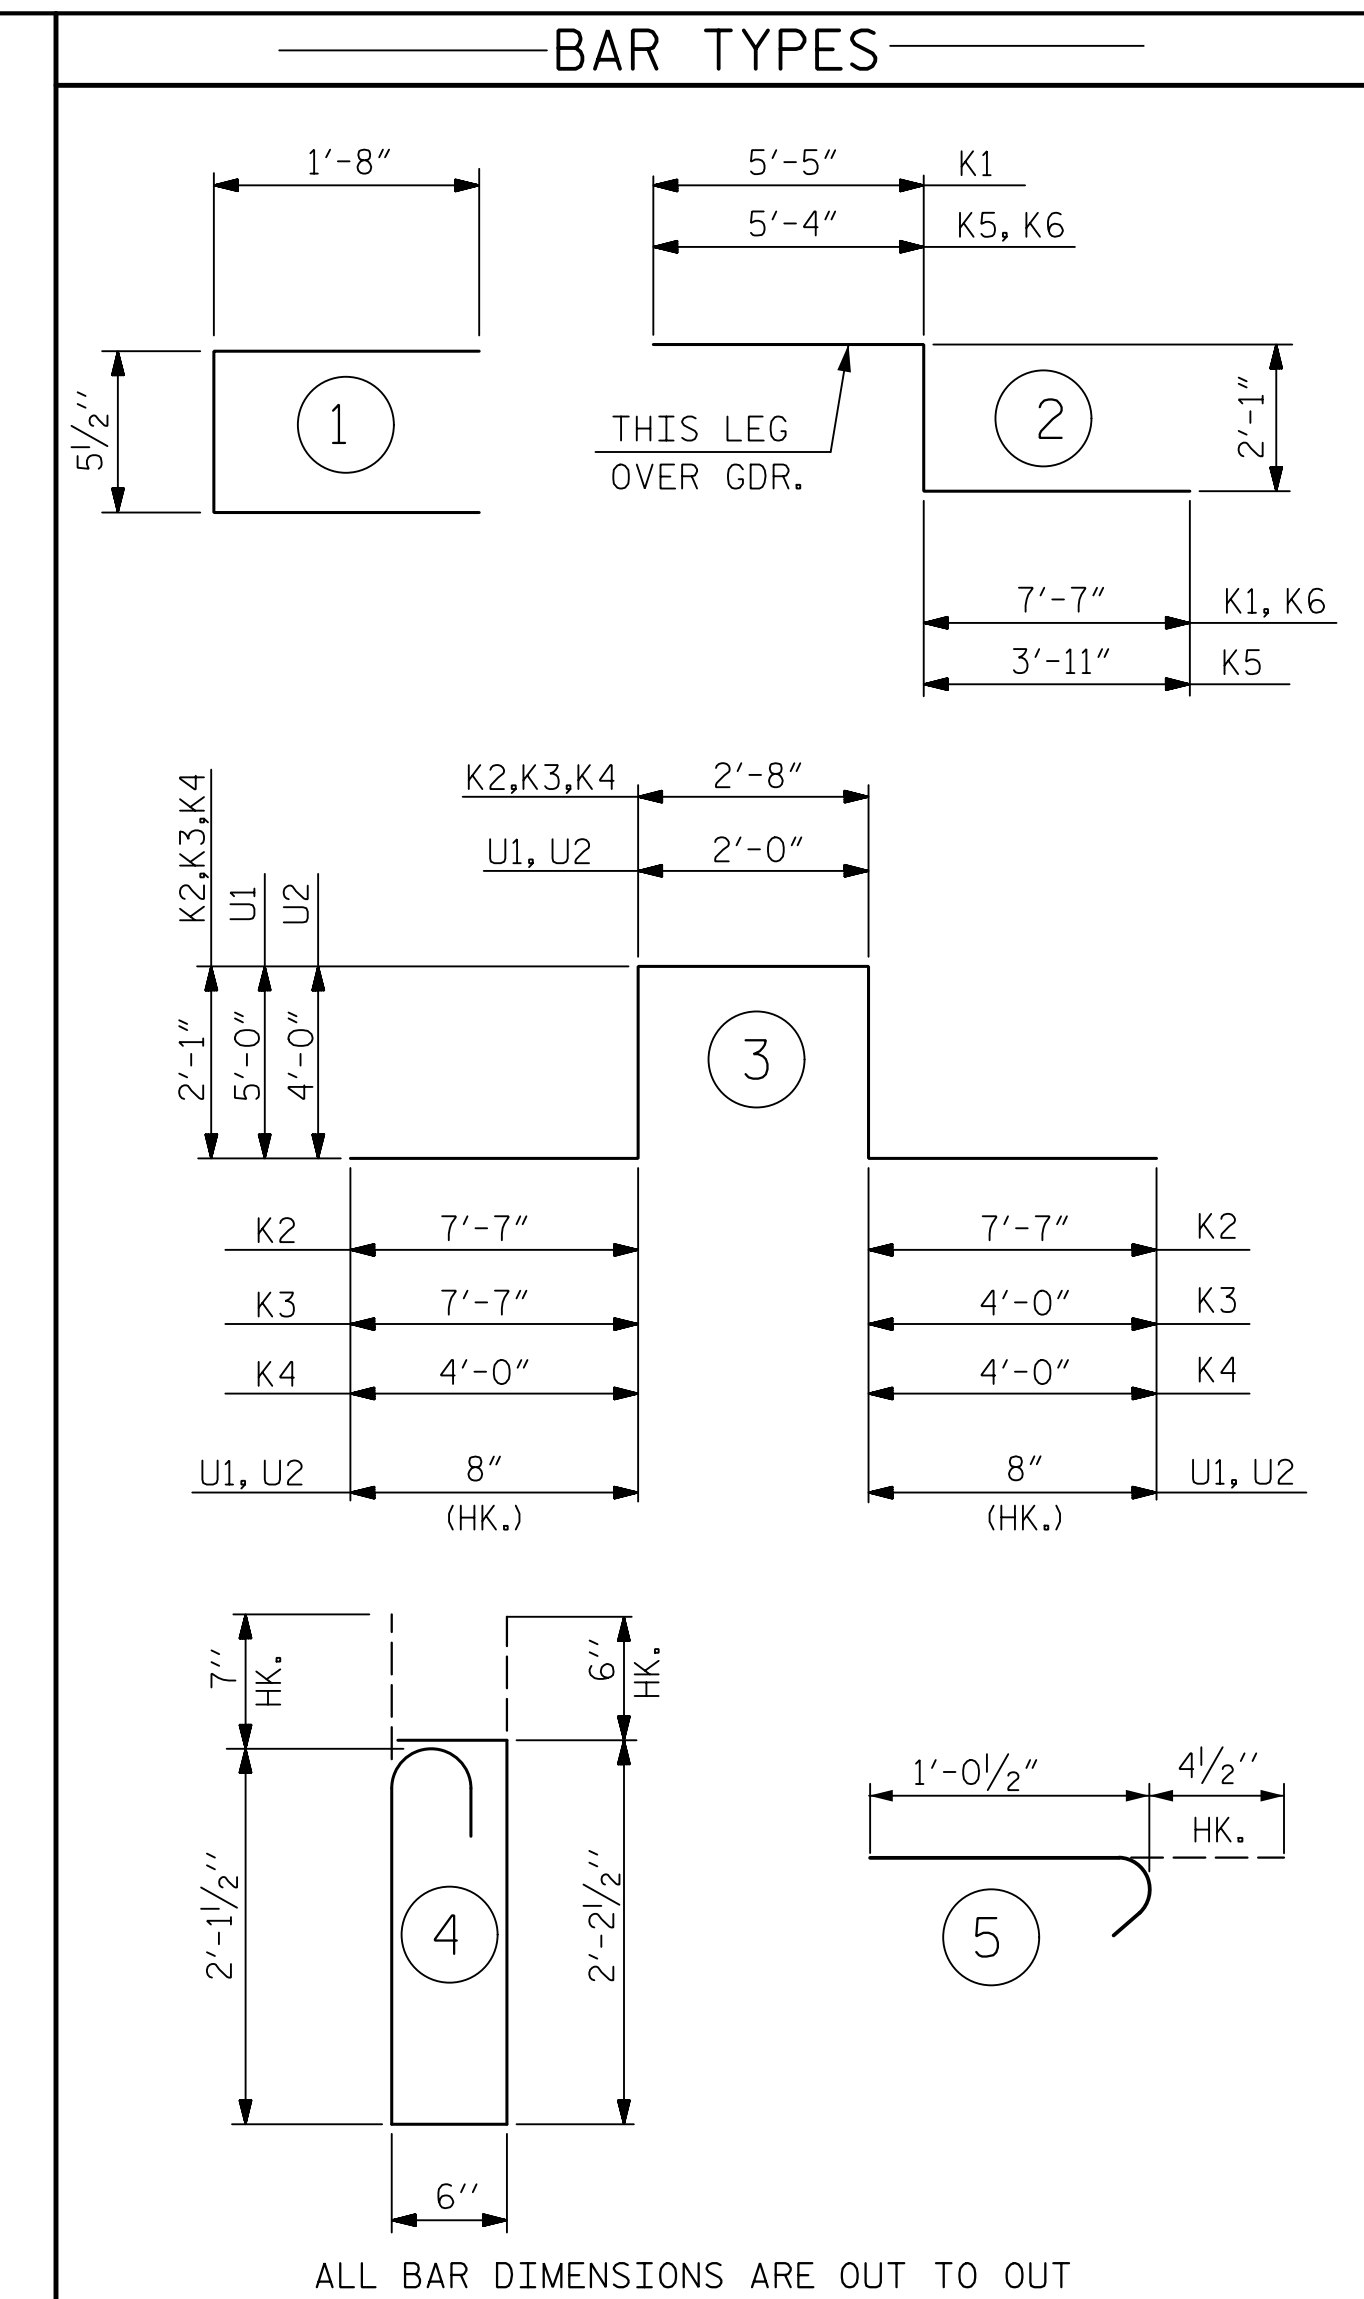 BAR TYPES
1'-8"
5'-5" K1
5'-4" K5, K6
5½''
1
THIS LEG
OVER GDR.
2
2'-1"
7'-7" K1, K6
3'-11" K5
K2,K3,K4 2'-8"
U1, U2 2'-0"
K2,K3,K4
U1
U2
2'-1"
5'-0"
4'-0"
3
K2 7'-7" 7'-7" K2
K3 7'-7" 4'-0" K3
K4 4'-0" 4'-0" K4
U1, U2 8" 8" U1, U2
(HK.) (HK.)
7''
HK.
6''
HK.
2'-1½''
4
2'-2½''
6''
1'-0½" 4½''
HK.
5
ALL BAR DIMENSIONS ARE OUT TO OUT